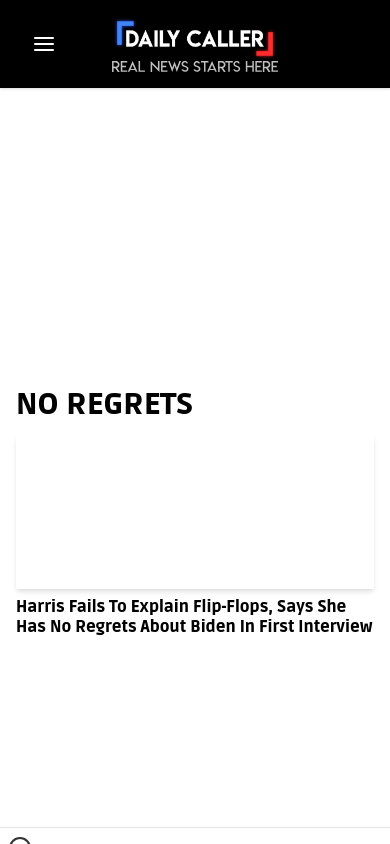 DAILY CALLER
REAL NEWS STARTS HERE
NO REGRETS
Harris Fails To Explain Flip-Flops, Says She
Has No Regrets About Biden In First Interview